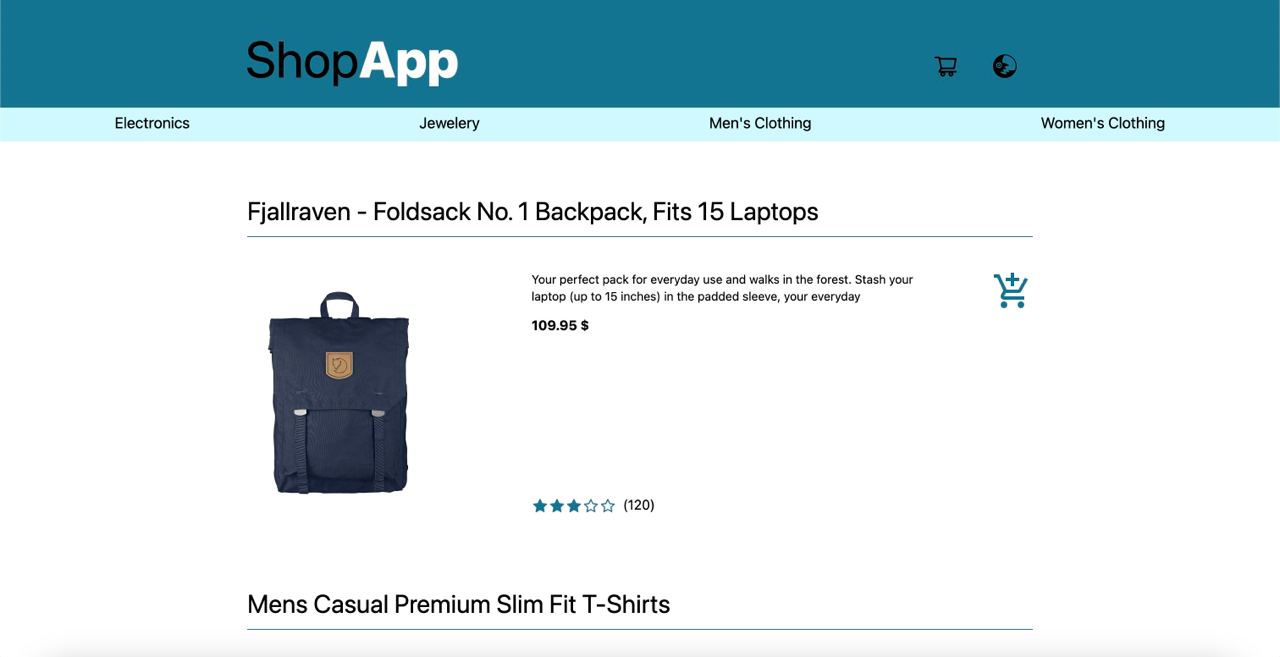 ShopApp
Electronics
Jewelery
Men's Clothing
Women's Clothing
Fjallraven - Foldsack No. 1 Backpack, Fits 15 Laptops
Your perfect pack for everyday use and walks in the forest. Stash your
laptop (up to 15 inches) in the padded sleeve, your everyday
109.95 $
(120)
Mens Casual Premium Slim Fit T-Shirts